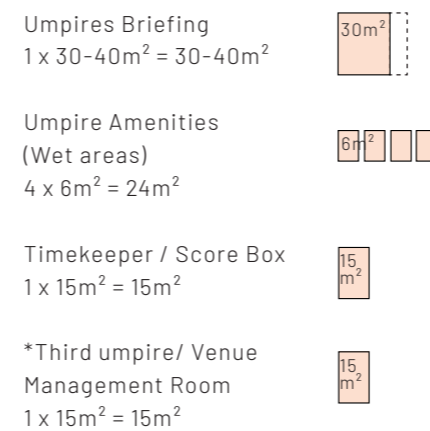 Umpires Briefing
1 x 30-40m² = 30-40m²
30m²
Umpire Amenities
(Wet areas)
4 x 6m² = 24m²
6m²
Timekeeper / Score Box
1 x 15m² = 15m²
15
m²
*Third umpire/ Venue
Management Room
1 x 15m² = 15m²
15
m²